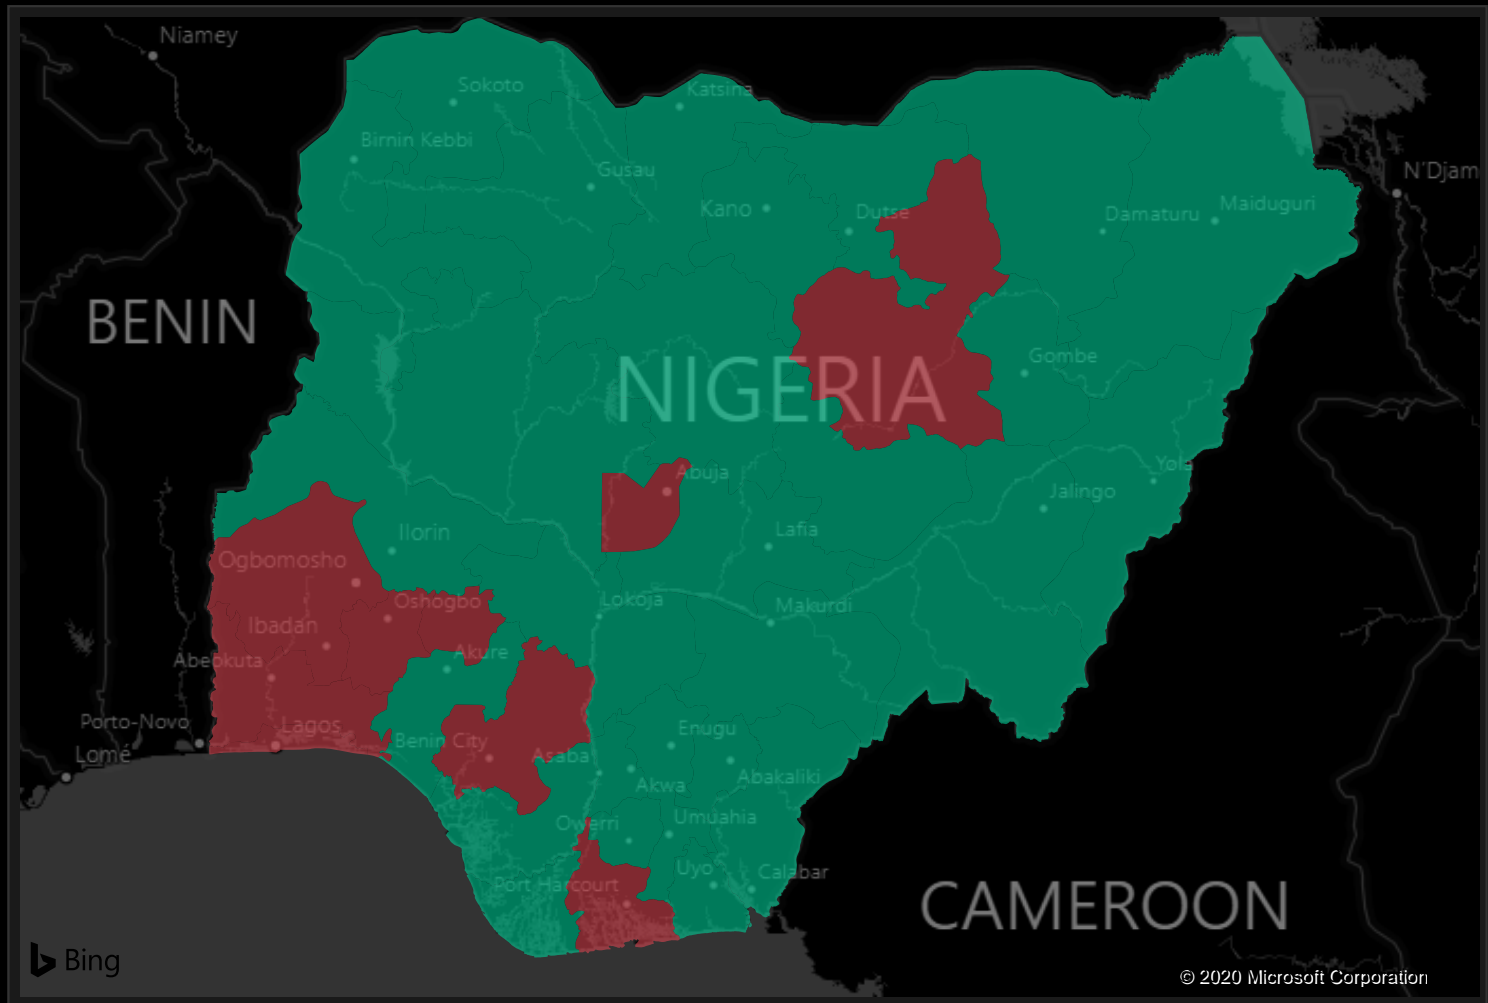 Niamey
Sokoto
Katsina
Birnin Kebbi
Gusau
N'Djam
Kano
Dutse
Damaturu
Maiduguri
BENIN
NIGERIA
Gombe
Abuja
Yola
Jalingo
Ilorin
Lafia
Ogbomosho
Oshogbo
Lokoja
Makurdi
Ibadan
Abeokuta
Akure
Porto-Novo
Lagos
Benin City
Enugu
Lomé
Asaba
Akwa
Abakaliki
Owerri
Umuahia
Port Harcourt
Uyo
Calabar
CAMEROON
Bing
© 2020 Microsoft Corporation